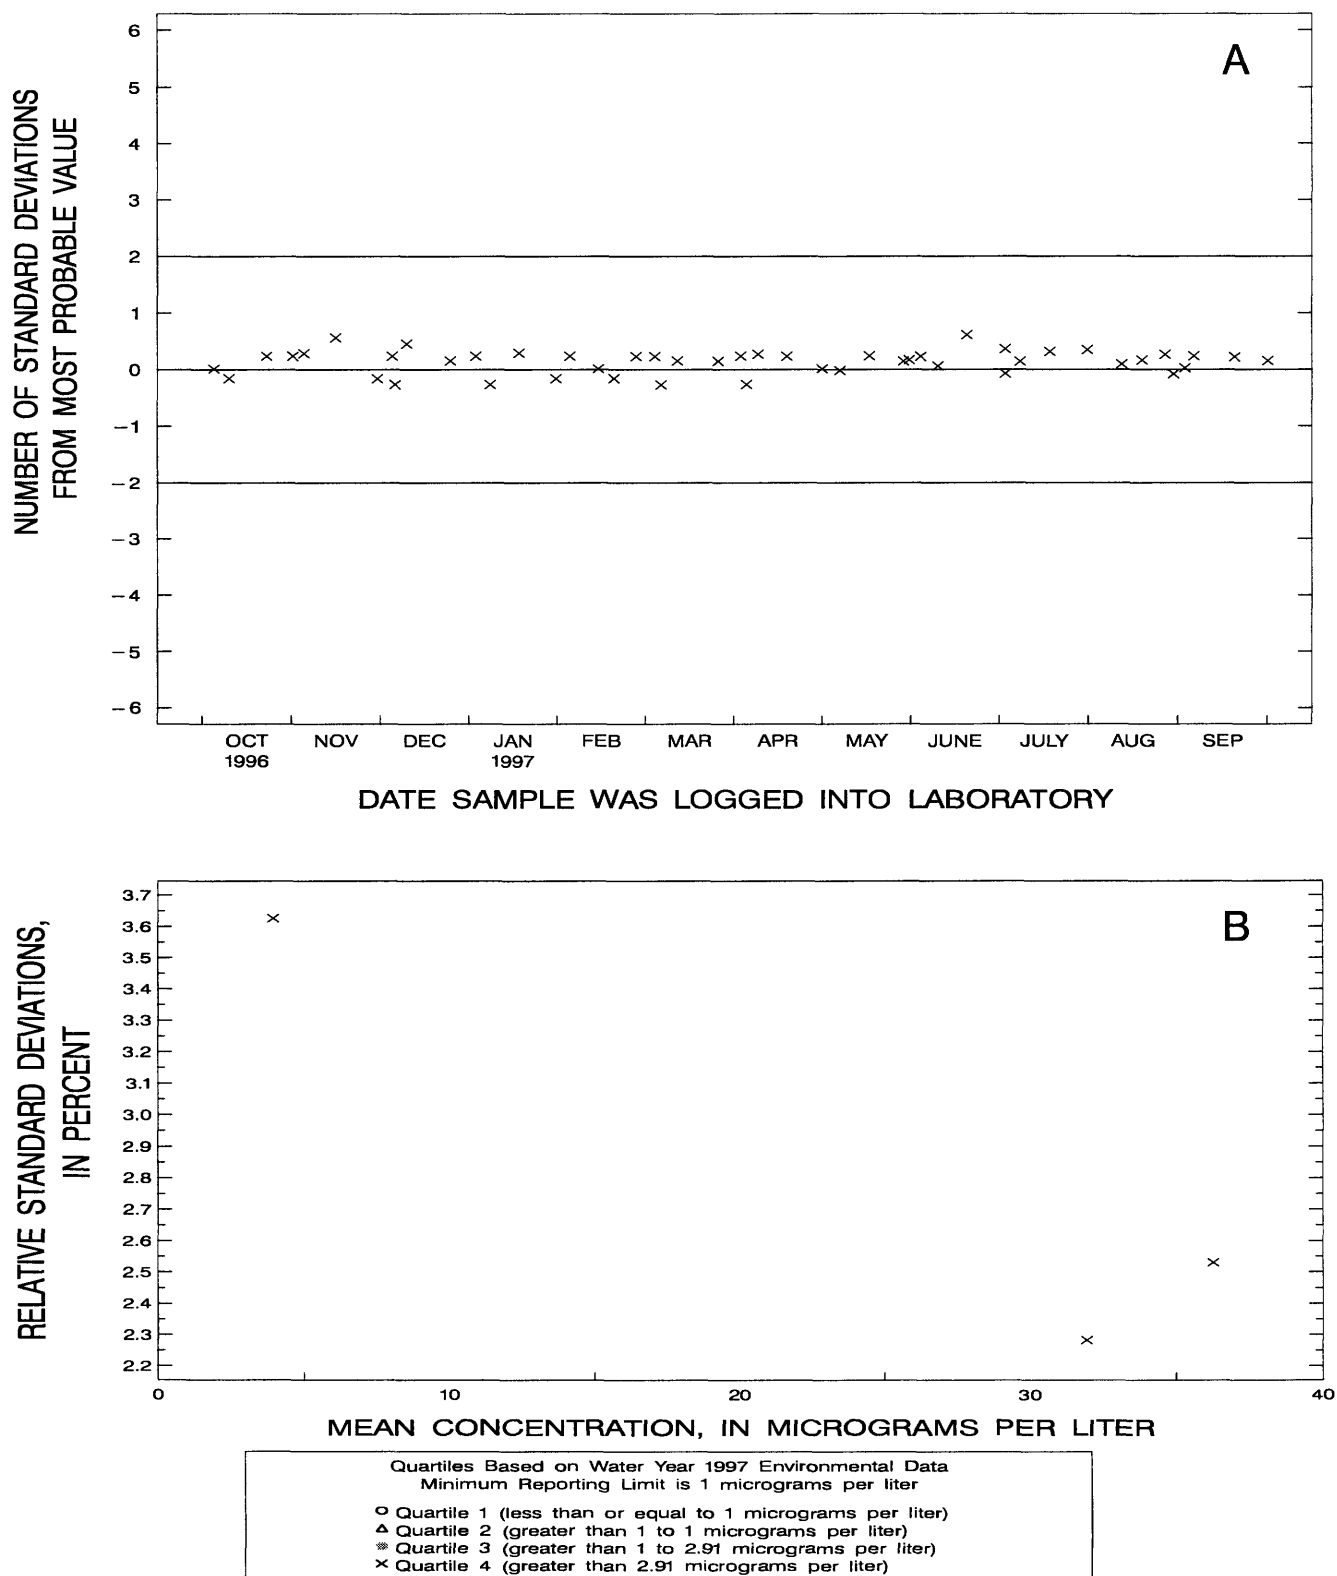 A
NUMBER OF STANDARD DEVIATIONS
FROM MOST PROBABLE VALUE
6
5
4
3
2
1
0
−1
−2
−3
−4
−5
−6
OCT NOV DEC JAN FEB MAR APR MAY JUNE JULY AUG SEP
1996 1997
DATE SAMPLE WAS LOGGED INTO LABORATORY
B
RELATIVE STANDARD DEVIATIONS,
IN PERCENT
3.7
3.6
3.5
3.4
3.3
3.2
3.1
3.0
2.9
2.8
2.7
2.6
2.5
2.4
2.3
2.2
0 10 20 30 40
MEAN CONCENTRATION, IN MICROGRAMS PER LITER
Quartiles Based on Water Year 1997 Environmental Data
Minimum Reporting Limit is 1 micrograms per liter
Quartile 1 (less than or equal to 1 micrograms per liter)
Quartile 2 (greater than 1 to 1 micrograms per liter)
Quartile 3 (greater than 1 to 2.91 micrograms per liter)
Quartile 4 (greater than 2.91 micrograms per liter)